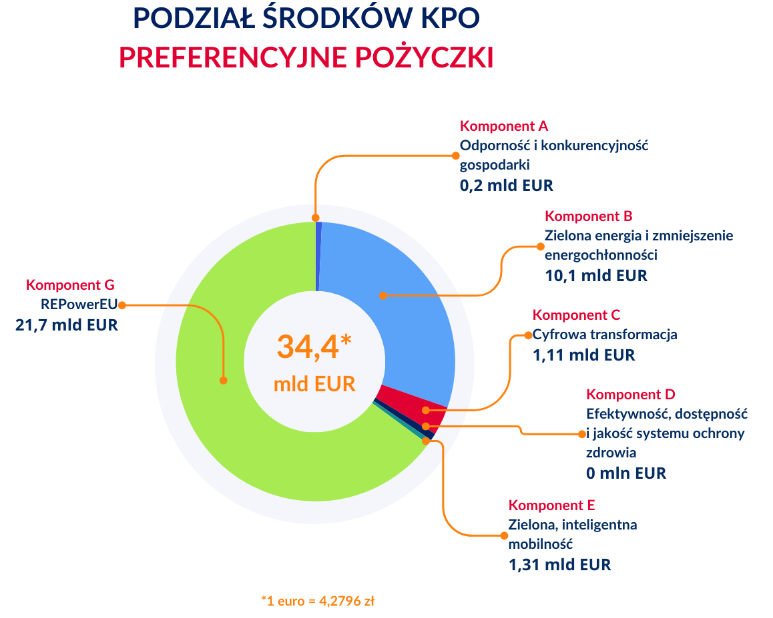 PODZIAŁ ŚRODKÓW KPO
PREFERENCYJNE POŻYCZKI
Komponent A
Odporność i konkurencyjność
gospodarki
0,2 mld EUR
Komponent B
Zielona energia i zmniejszenie
energochłonności
10,1 mld EUR
Komponent G
REPowerEU
21,7 mld EUR
Komponent C
Cyfrowa transformacja
1,11 mld EUR
34,4*
mld EUR
Komponent D
Efektywność, dostępność
i jakość systemu ochrony
zdrowia
0 mln EUR
Komponent E
Zielona, inteligentna
mobilność
1,31 mld EUR
*1 euro = 4,2796 zł